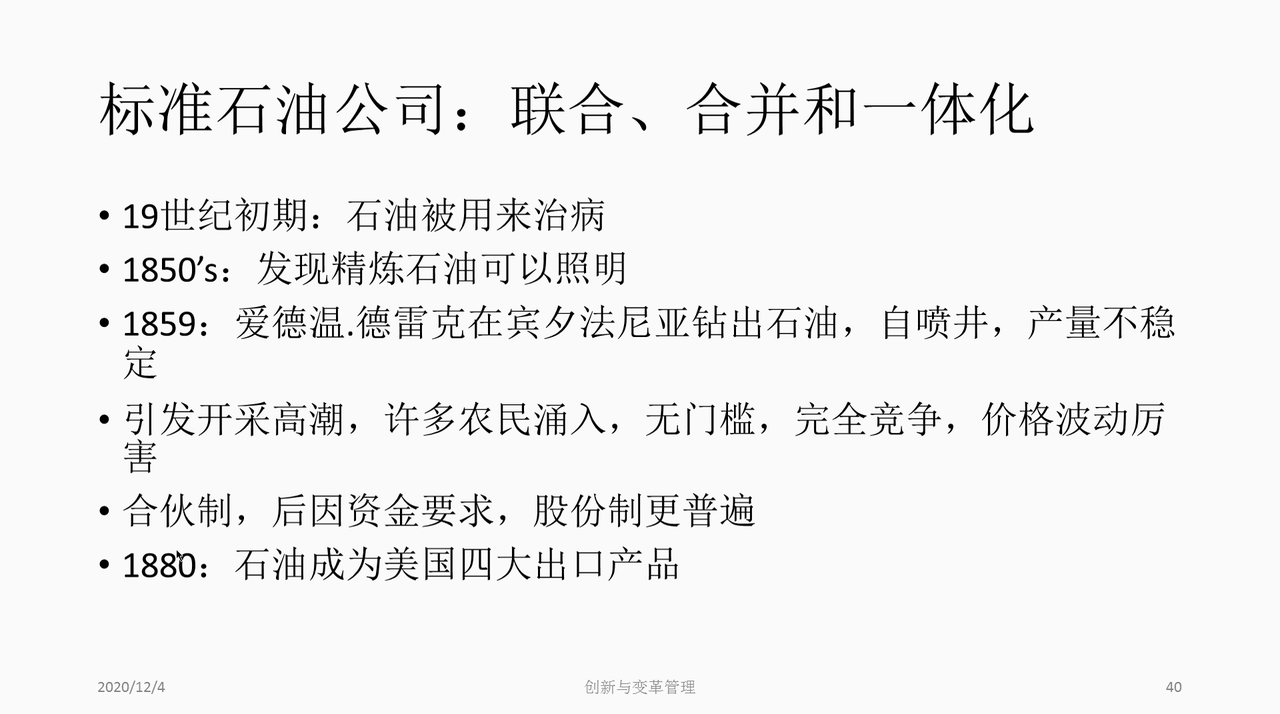 标准石油公司：联合、合并和一体化
• 19世纪初期：石油被用来治病
• 1850’s：发现精炼石油可以照明
• 1859：爱德温.德雷克在宾夕法尼亚钻出石油，自喷井，产量不稳
定
• 引发开采高潮，许多农民涌入，无门槛，完全竞争，价格波动厉
害
• 合伙制，后因资金要求，股份制更普遍
• 1880：石油成为美国四大出口产品
2020/12/4
创新与变革管理
40